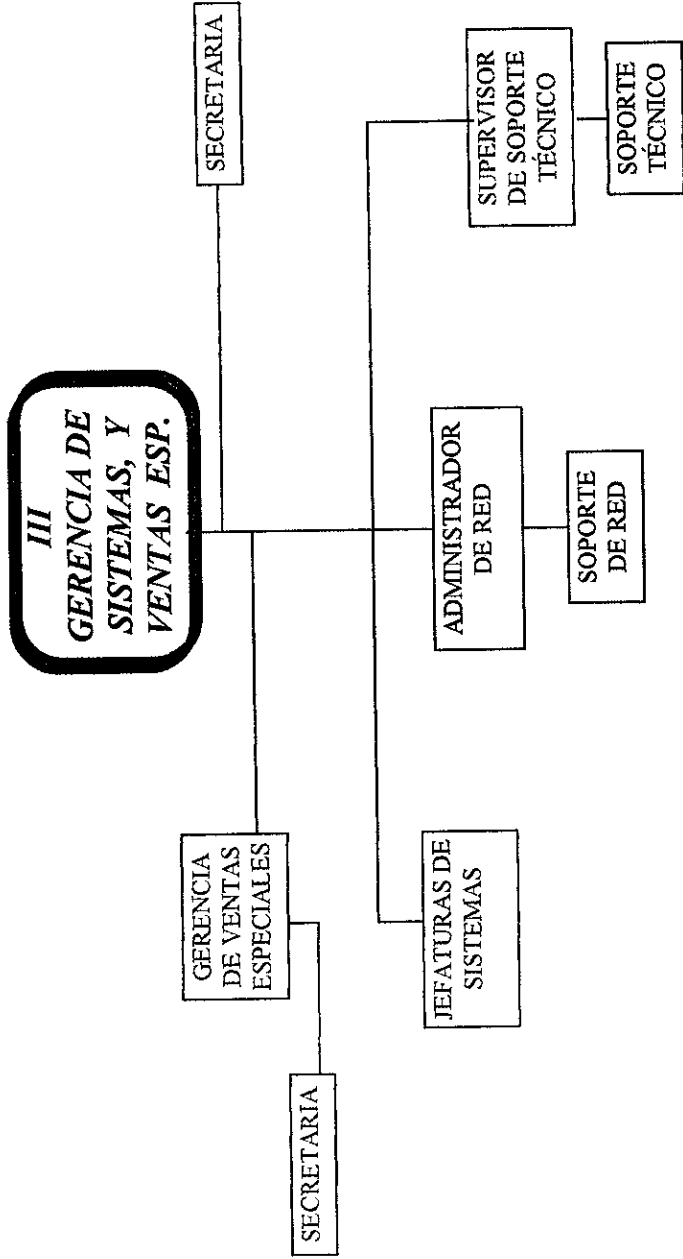 III
GERENCIA DE
SISTEMAS, Y
VENTAS ESP.
SECRETARIA
GERENCIA
DE VENTAS
ESPECIALES
SECRETARIA
JEFATURAS DE
SISTEMAS
ADMINISTRADOR
DE RED
SUPERVISOR
DE SOPORTE
TÉCNICO
SOPORTE
DE RED
SOPORTE
TÉCNICO